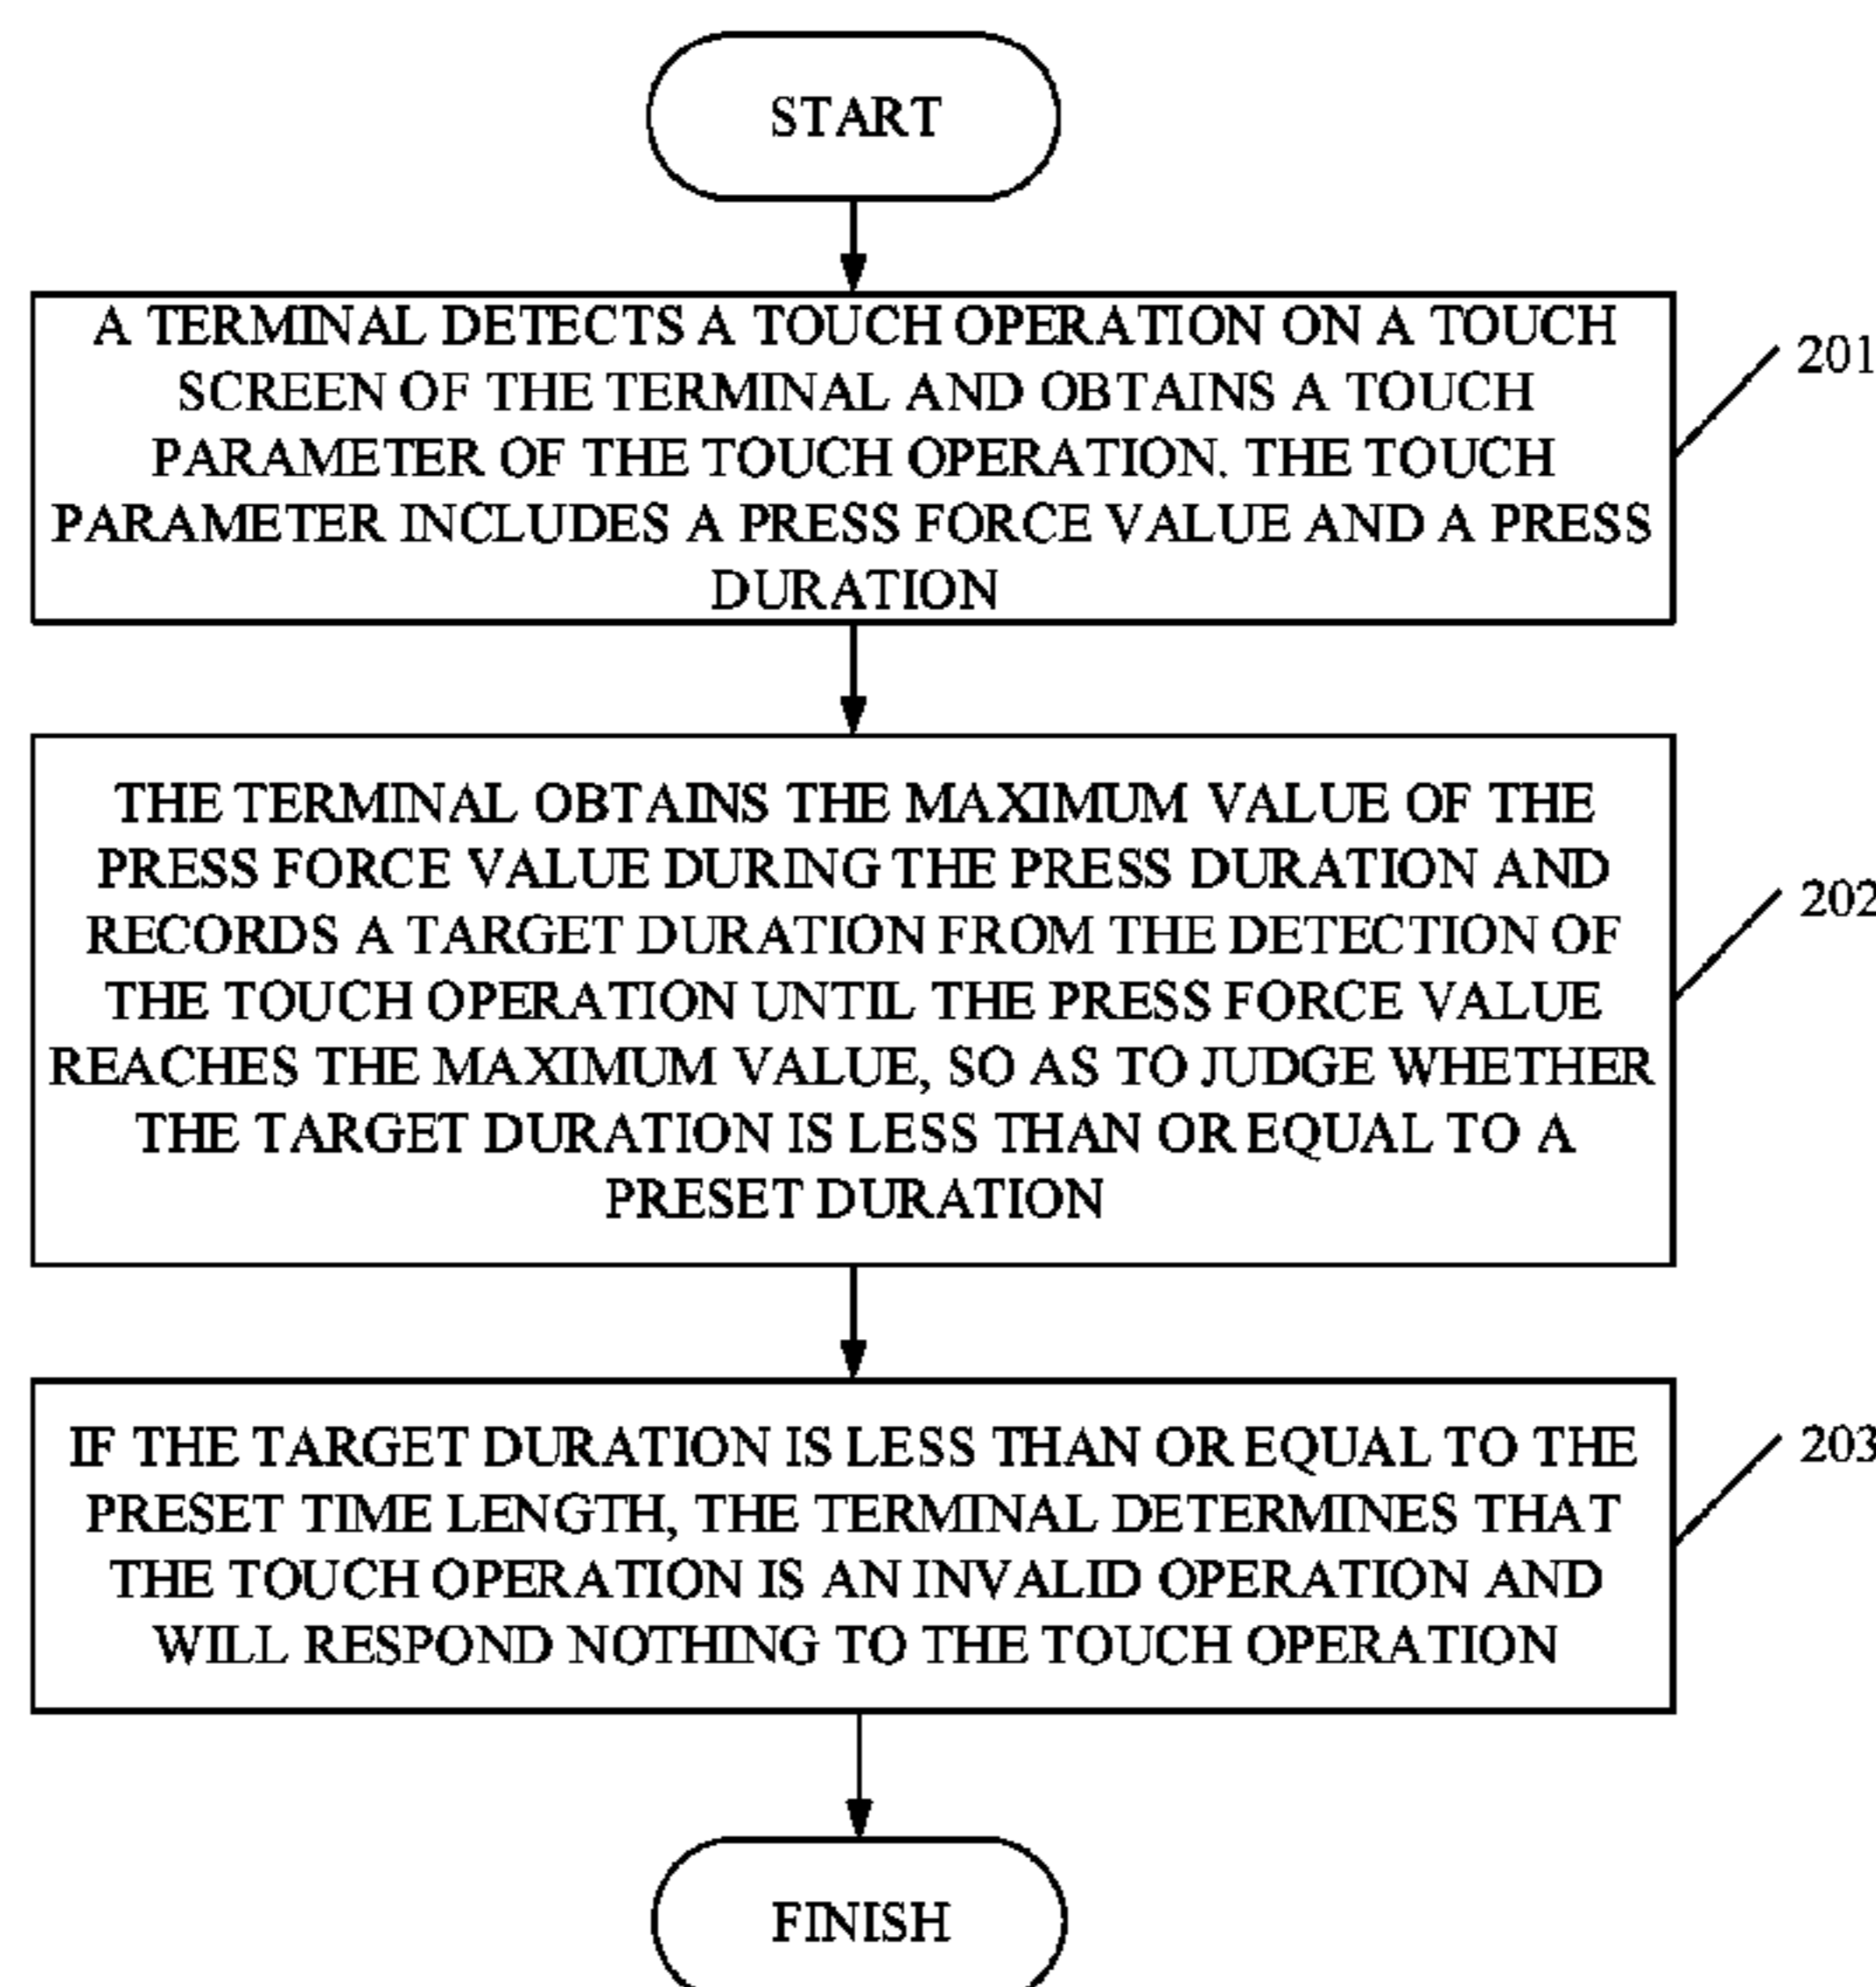 START
A TERMINAL DETECTS A TOUCH OPERATION ON A TOUCH
SCREEN OF THE TERMINAL AND OBTAINS A TOUCH
PARAMETER OF THE TOUCH OPERATION. THE TOUCH
PARAMETER INCLUDES A PRESS FORCE VALUE AND A PRESS
DURATION
201
THE TERMINAL OBTAINS THE MAXIMUM VALUE OF THE
PRESS FORCE VALUE DURING THE PRESS DURATION AND
RECORDS A TARGET DURATION FROM THE DETECTION OF
THE TOUCH OPERATION UNTIL THE PRESS FORCE VALUE
REACHES THE MAXIMUM VALUE, SO AS TO JUDGE WHETHER
THE TARGET DURATION IS LESS THAN OR EQUAL TO A
PRESET DURATION
202
IF THE TARGET DURATION IS LESS THAN OR EQUAL TO THE
PRESET TIME LENGTH, THE TERMINAL DETERMINES THAT
THE TOUCH OPERATION IS AN INVALID OPERATION AND
WILL RESPOND NOTHING TO THE TOUCH OPERATION
203
FINISH